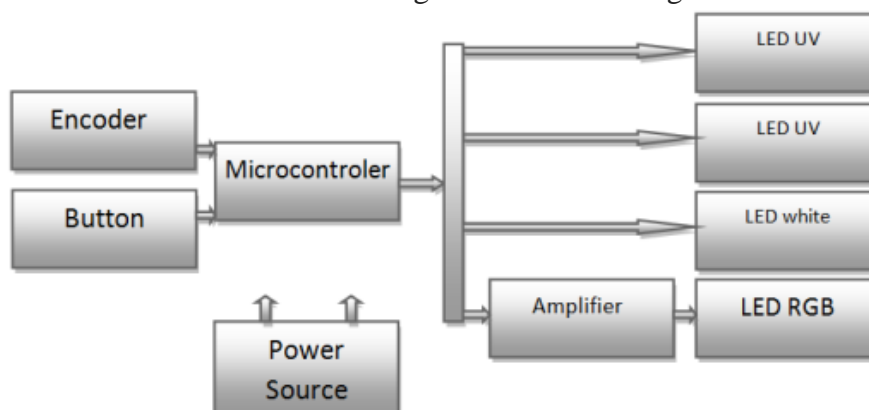 LED UV
Encoder
LED UV
Microcontroler
Button
LED white
Amplifier
LED RGB
Power
Source